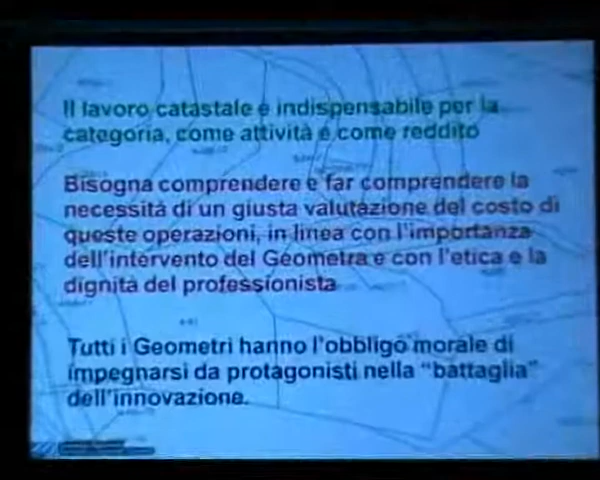 Il lavoro catastale è indispensabile per la
categoria, come attività e come reddito
Bisogna comprendere e far comprendere la
necessità di un giusta valutazione del costo di
queste operazioni, in linea con l'importanza
dell'intervento del Geometra e con l'etica e la
dignità del professionista
Tutti i Geometri hanno l'obbligo morale di
impegnarsi da protagonisti nella "battaglia"
dell'innovazione.